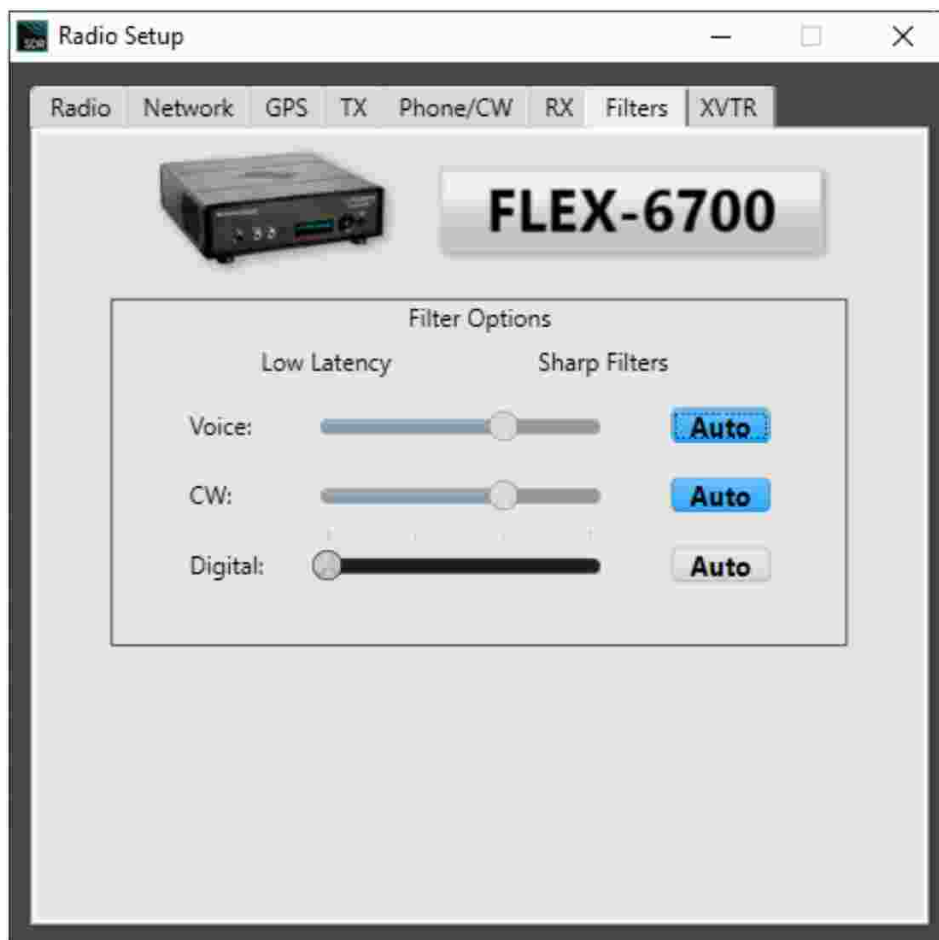 SDR Radio Setup
Radio Network GPS TX Phone/CW RX Filters XVTR
FLEX-6700
Filter Options
Low Latency Sharp Filters
Voice: Auto
CW: Auto
Digital: Auto